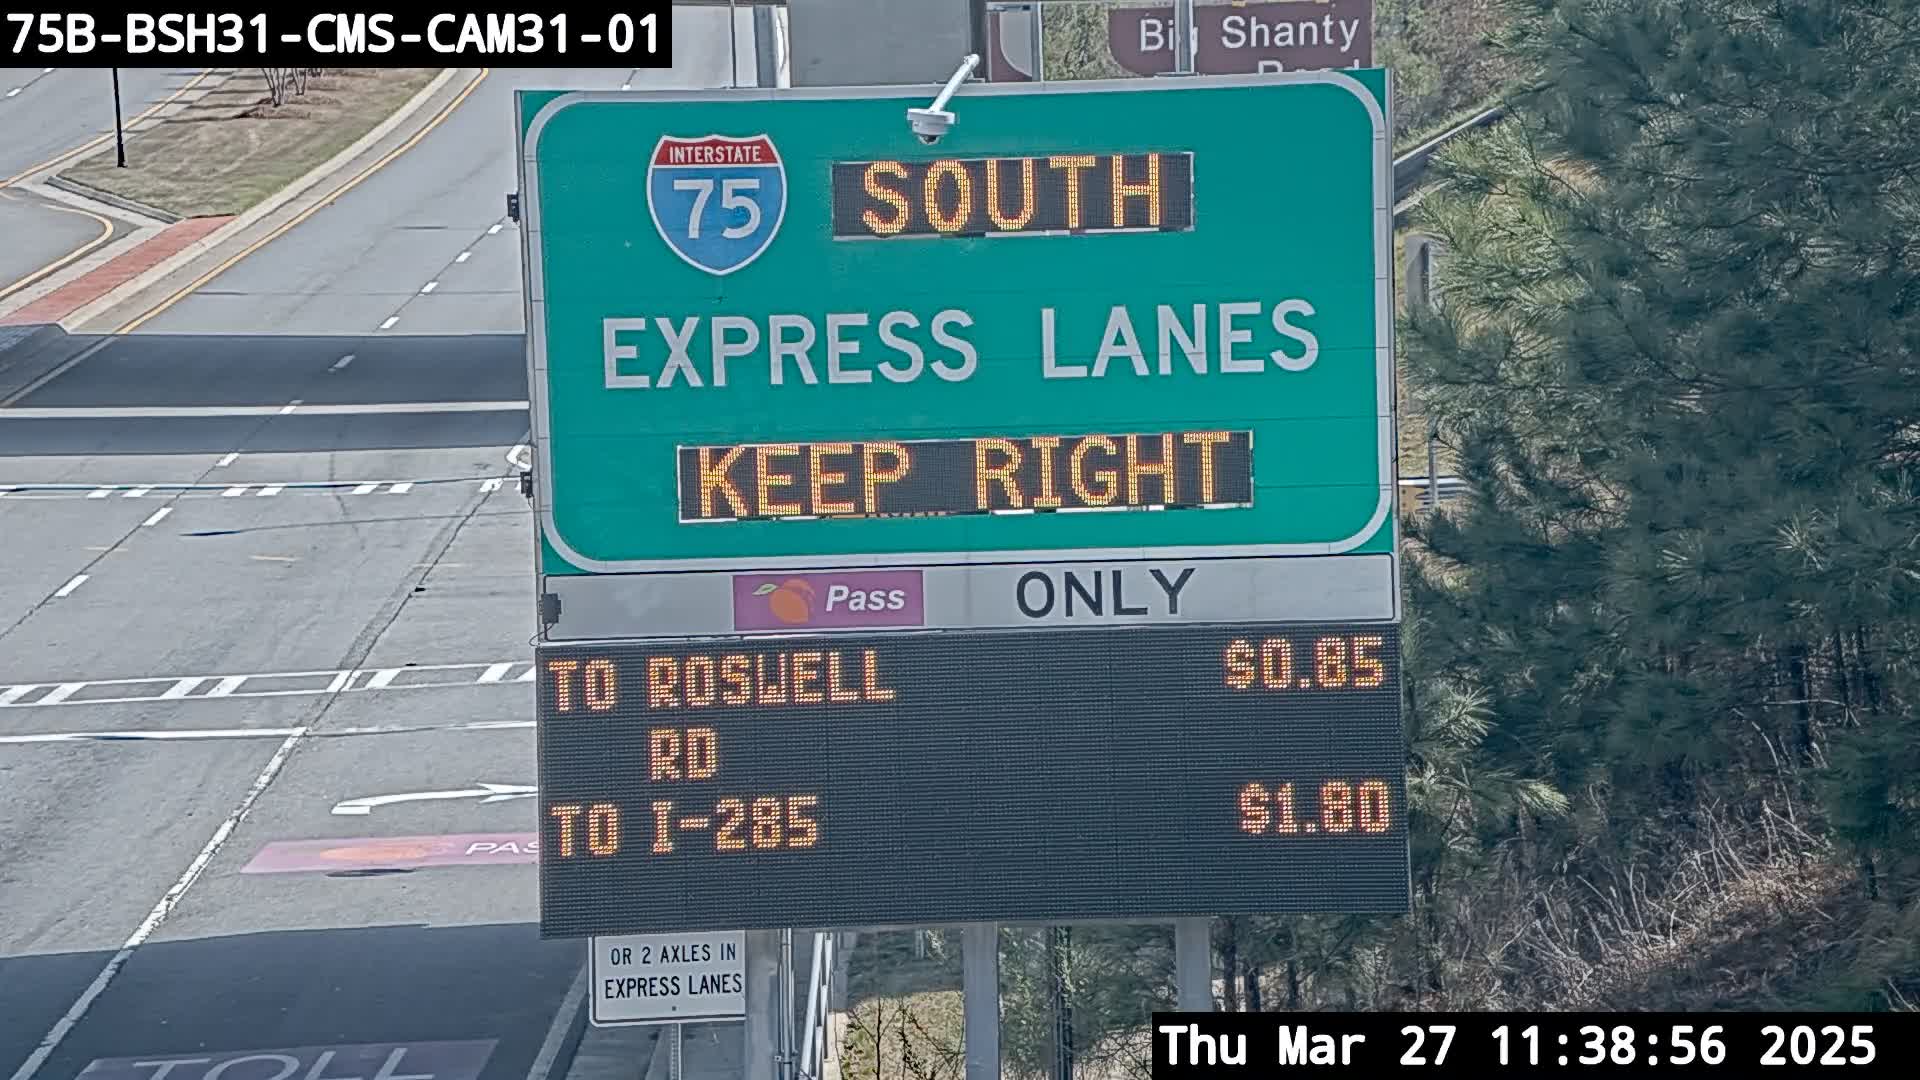 75B-BSH31-CMS-CAM31-01
Big Shanty
Road
INTERSTATE
75
SOUTH
EXPRESS LANES
KEEP RIGHT
Pass
ONLY
TO ROSWELL $0.85
RD
TO I-285 $1.80
PAS
OR 2 AXLES IN
EXPRESS LANES
TOLL
Thu Mar 27 11:38:56 2025